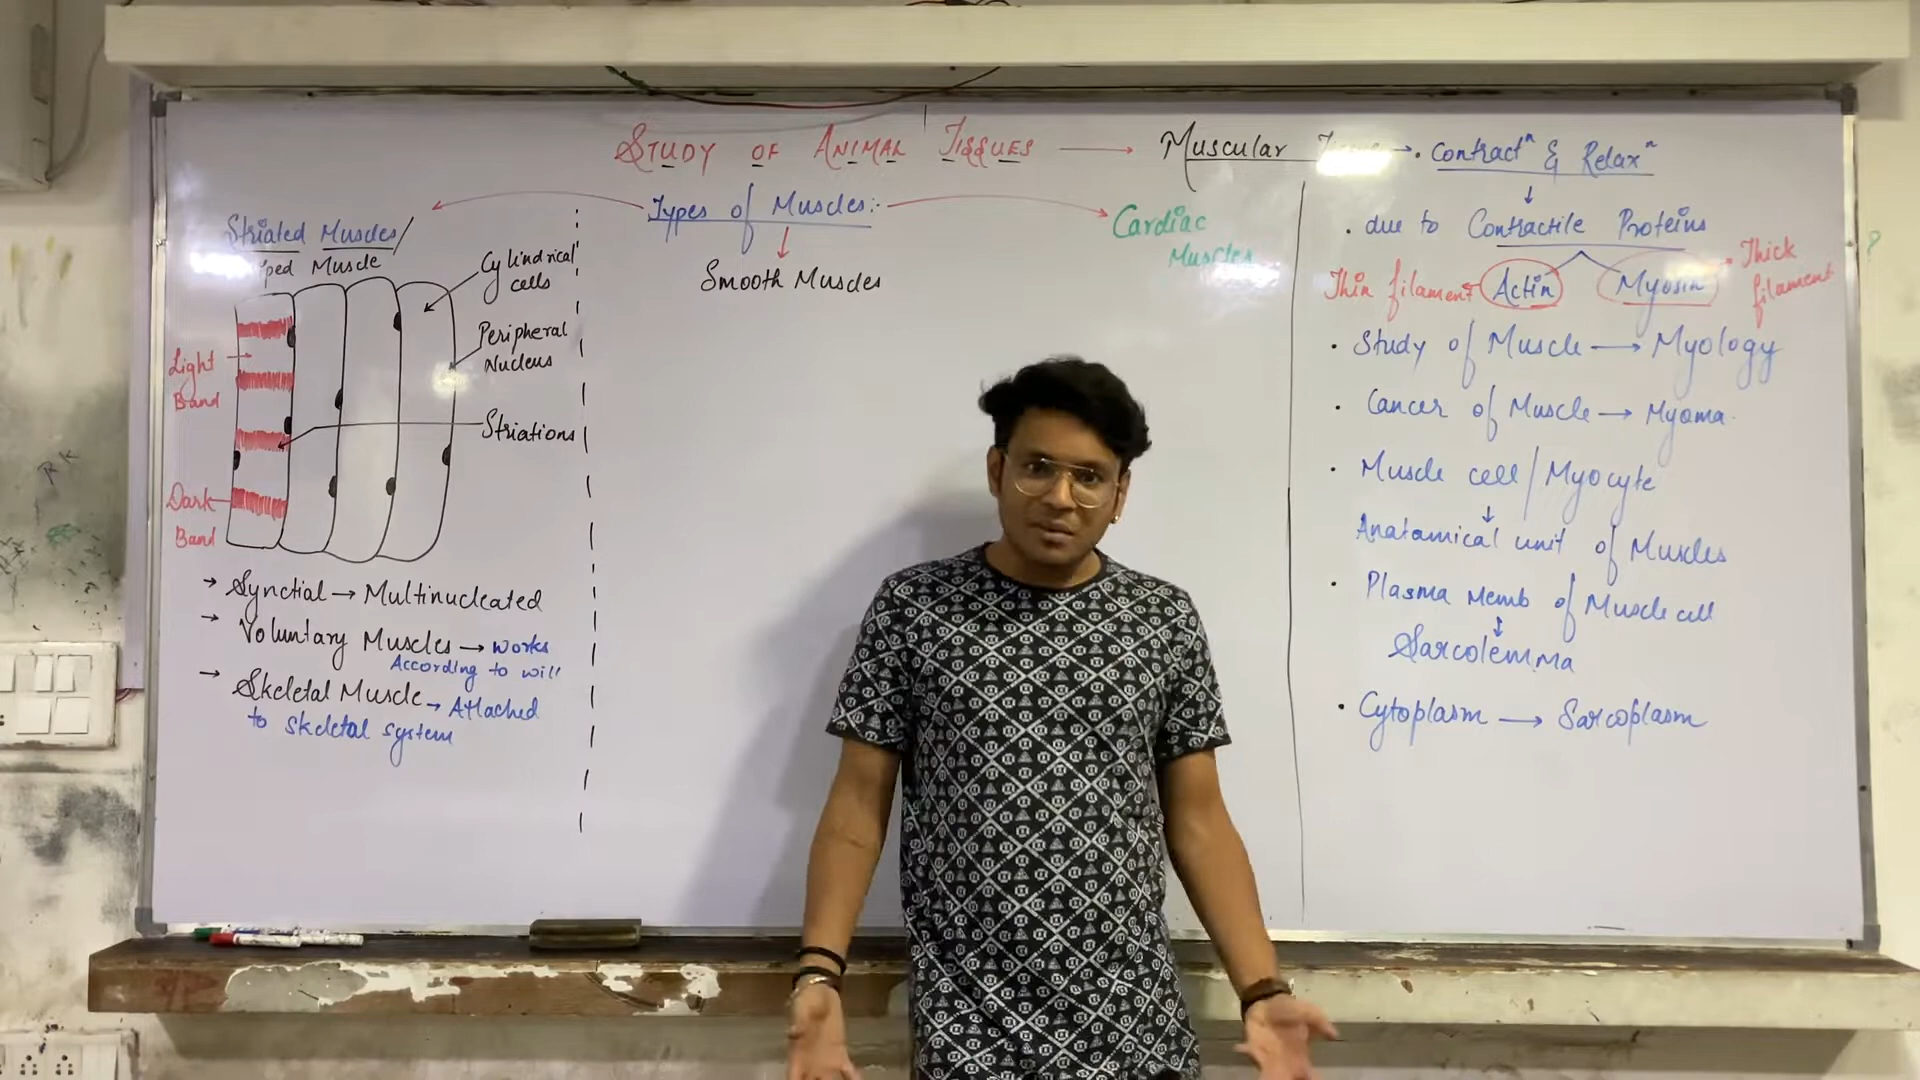 STUDY OF ANIMAL TISSUES → Muscular → . Contractⁿ & Relaxⁿ
Types of Muscles:-
Striated Muscles/
Muscle
Smooth Muscles
Cardiac
Muscles
Cylindrical
cells
Peripheral
Nucleus
Striations
Light
Band
Dark
Band
→ Synctial → Multinucleated
→ Voluntary Muscles → works
According to will
→ Skeletal Muscle → Attached
to skeletal system
↓
. due to Contractile Proteins
Thin filament ← Actin Myosin → Thick
filament
• Study of Muscle → Myology
• Cancer of Muscle → Myoma.
• Muscle cell / Myocyte
↓
Anatamical unit of Muscles
• Plasma Memb of Muscle cell
↓
Sarcolemma
• Cytoplasm → Sarcoplasm